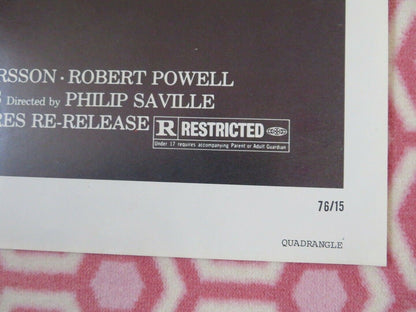 RSSON · ROBERT POWELL
S Directed by PHILIP SAVILLE
RES RE-RELEASE R RESTRICTED
Under 17 requires accompanying Parent or Adult Guardian
76/15
QUADRANGLE